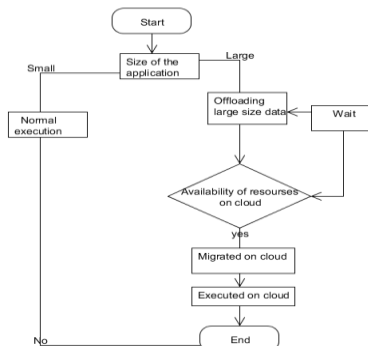 Start
Small
Large
Size of the
application
Offloading
large size data
Wait
Normal
execution
Availability of resourses
on cloud
yes
Migrated on cloud
Executed on cloud
No
End